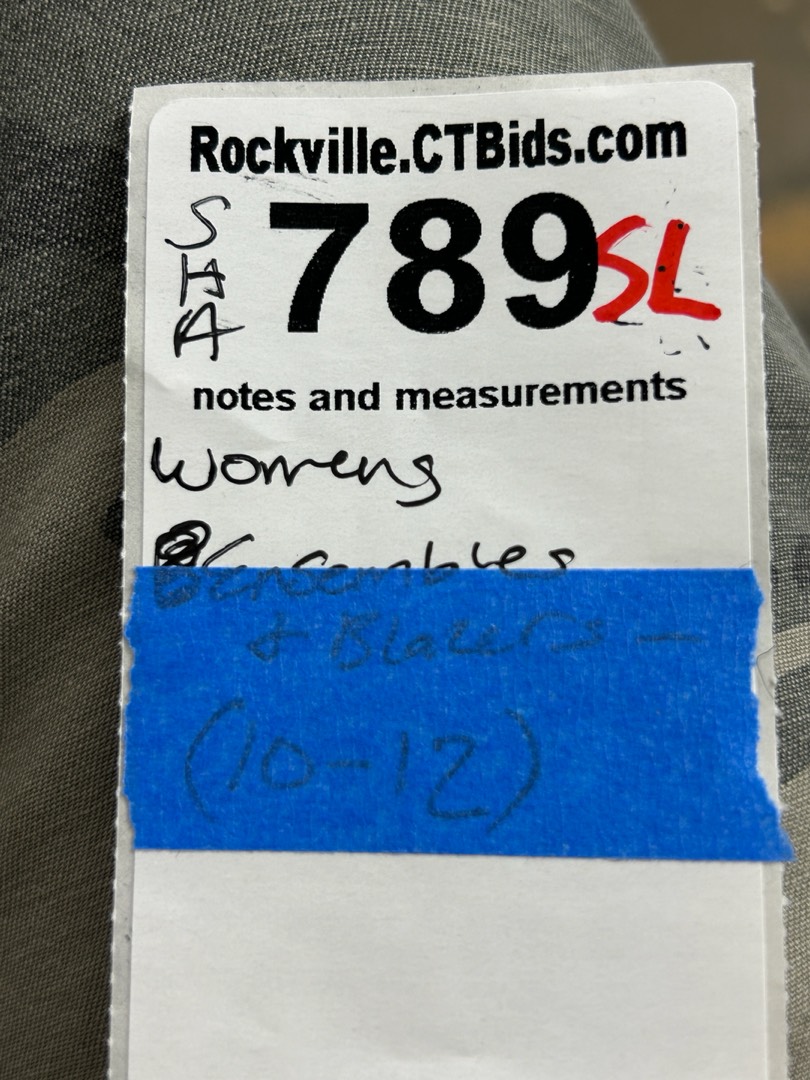 Rockville.CTBids.com
SHA
789 SL
notes and measurements
Womens
Ensembles
& Blazers —
(10-12)